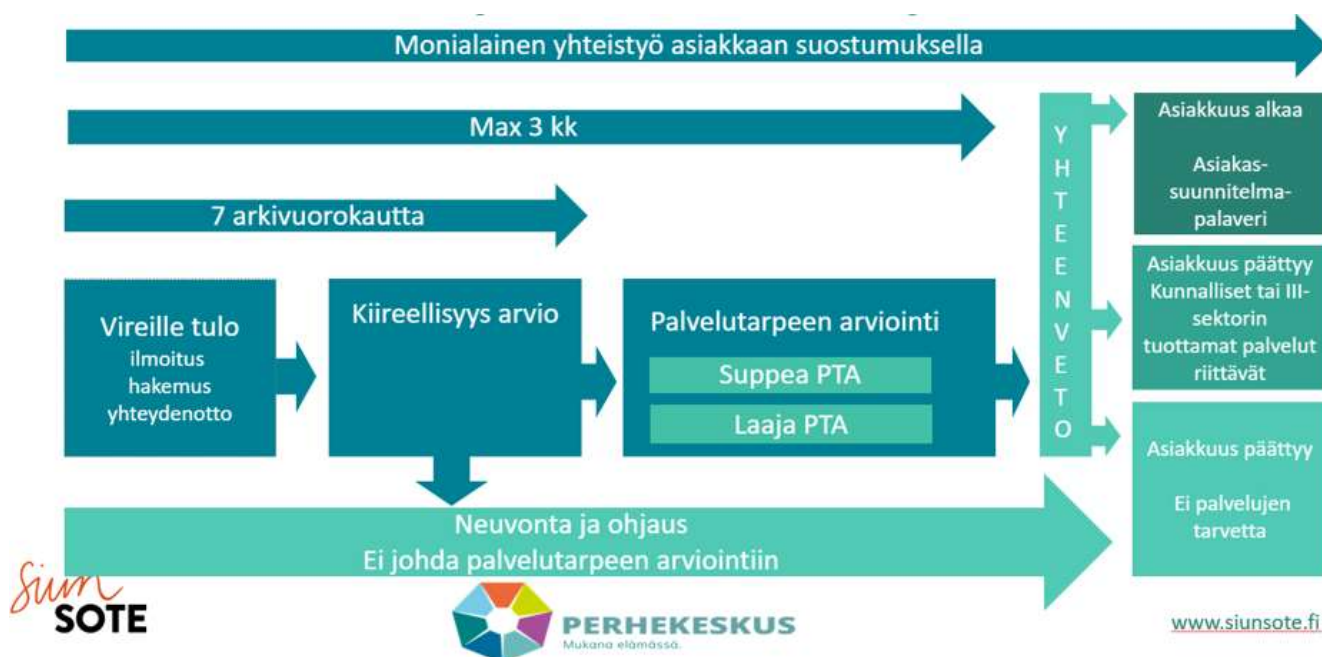 Monialainen yhteistyö asiakkaan suostumuksella
Max 3 kk
7 arkivuorokautta
Vireille tulo
ilmoitus
hakemus
yhteydenotto
Kiireellisyys arvio
Palvelutarpeen arviointi
Suppea PTA
Laaja PTA
YHTEENVETO
Asiakkuus alkaa
Asiakas-
suunnitelma-
palaveri
Asiakkuus päättyy
Kunnalliset tai III-
sektorin
tuottamat palvelut
riittävät
Asiakkuus päättyy
Ei palvelujen
tarvetta
Neuvonta ja ohjaus
Ei johda palvelutarpeen arviointiin
Siun
SOTE
PERHEKESKUS
Mukana elämässä.
www.siunsote.fi